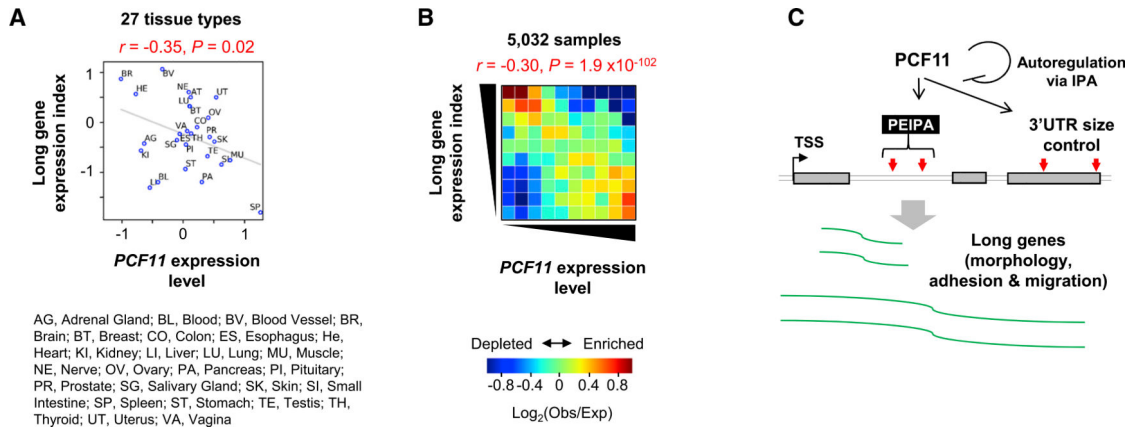 A
27 tissue types
r = -0.35, P = 0.02
Long gene
expression index
1
0
-1
BR
BV
HE
NE
AT
UT
LU
BT
OV
CO
VA
PR
AG
SG
ES
TH
SK
KI
PI
TE
MU
ST
SI
LI
BL
PA
SP
-1
0
1
PCF11 expression
level
AG, Adrenal Gland; BL, Blood; BV, Blood Vessel; BR,
Brain; BT, Breast; CO, Colon; ES, Esophagus; He,
Heart; KI, Kidney; LI, Liver; LU, Lung; MU, Muscle;
NE, Nerve; OV, Ovary; PA, Pancreas; PI, Pituitary;
PR, Prostate; SG, Salivary Gland; SK, Skin; SI, Small
Intestine; SP, Spleen; ST, Stomach; TE, Testis; TH,
Thyroid; UT, Uterus; VA, Vagina
B
5,032 samples
r = -0.30, P = 1.9 x10-102
Long gene
expression index
PCF11 expression
level
Depleted
Enriched
-0.8
-0.4
0
0.4
0.8
Log2(Obs/Exp)
C
PCF11
Autoregulation
via IPA
PEIPA
3'UTR size
control
TSS
Long genes
(morphology,
adhesion & migration)